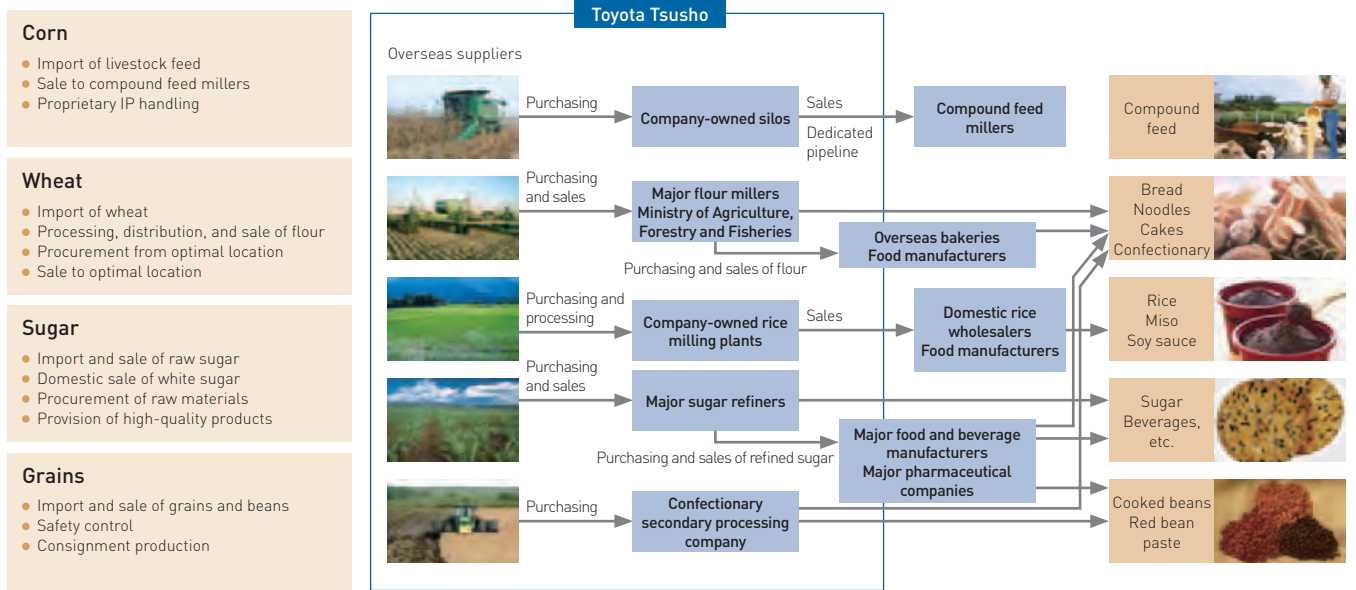 Corn
Import of livestock feed
Sale to compound feed millers
Proprietary IP handling
Wheat
Import of wheat
Processing, distribution, and sale of flour
Procurement from optimal location
Sale to optimal location
Sugar
Import and sale of raw sugar
Domestic sale of white sugar
Procurement of raw materials
Provision of high-quality products
Grains
Import and sale of grains and beans
Safety control
Consignment production
Toyota Tsusho
Overseas suppliers
Purchasing
Company-owned silos
Sales
Dedicated
pipeline
Compound feed
millers
Compound
feed
Purchasing
and sales
Major flour millers
Ministry of Agriculture,
Forestry and Fisheries
Purchasing and sales of flour
Overseas bakeries
Food manufacturers
Bread
Noodles
Cakes
Confectionary
Purchasing and
processing
Company-owned rice
milling plants
Sales
Domestic rice
wholesalers
Food manufacturers
Rice
Miso
Soy sauce
Purchasing
and sales
Major sugar refiners
Purchasing and sales of refined sugar
Major food and beverage
manufacturers
Major pharmaceutical
companies
Sugar
Beverages,
etc.
Purchasing
Confectionary
secondary processing
company
Cooked beans
Red bean
paste